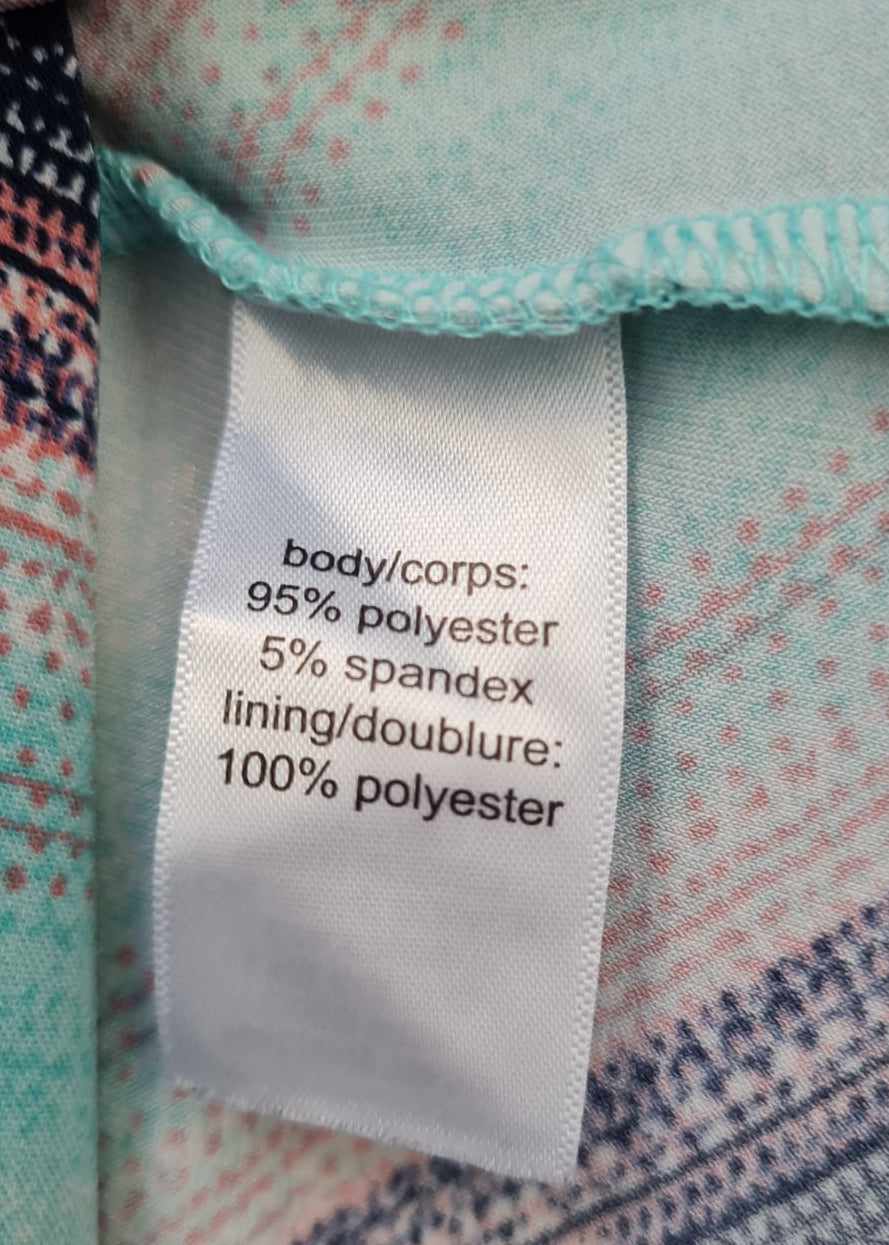 body/corps:
95% polyester
5% spandex
lining/doublure:
100% polyester